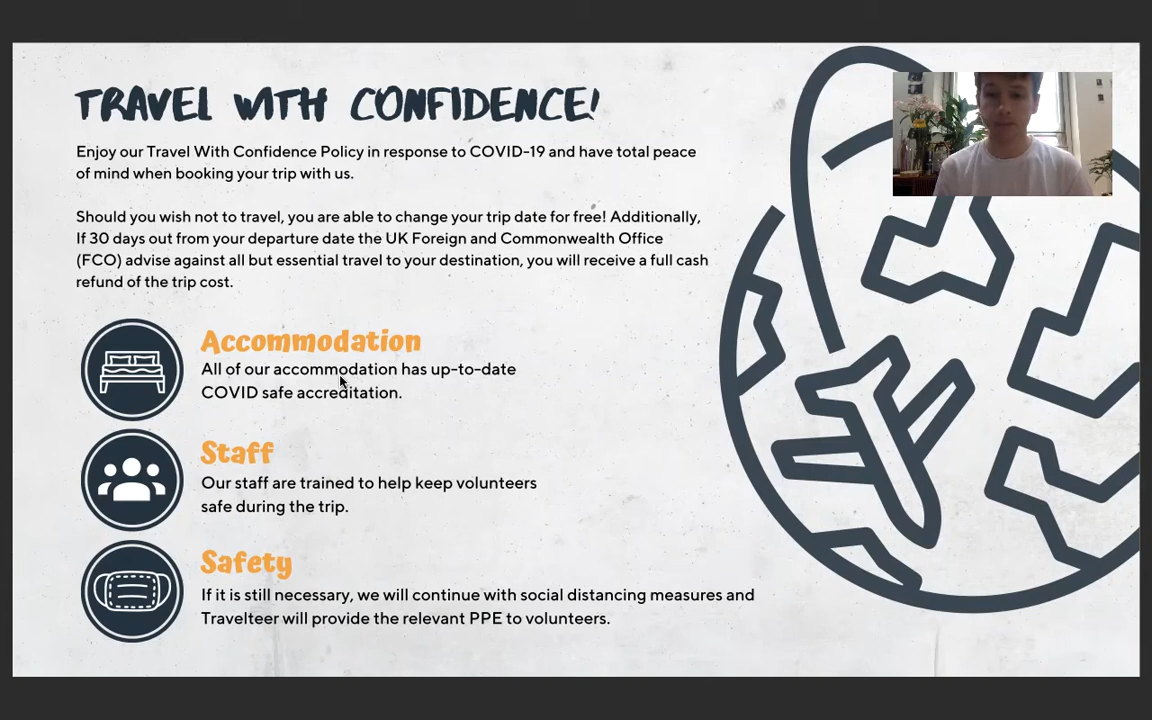 TRAVEL WITH CONFIDENCE!
Enjoy our Travel With Confidence Policy in response to COVID-19 and have total peace
of mind when booking your trip with us.
Should you wish not to travel, you are able to change your trip date for free! Additionally,
If 30 days out from your departure date the UK Foreign and Commonwealth Office
(FCO) advise against all but essential travel to your destination, you will receive a full cash
refund of the trip cost.
Accommodation
All of our accommodation has up-to-date
COVID safe accreditation.
Staff
Our staff are trained to help keep volunteers
safe during the trip.
Safety
If it is still necessary, we will continue with social distancing measures and
Travelteer will provide the relevant PPE to volunteers.